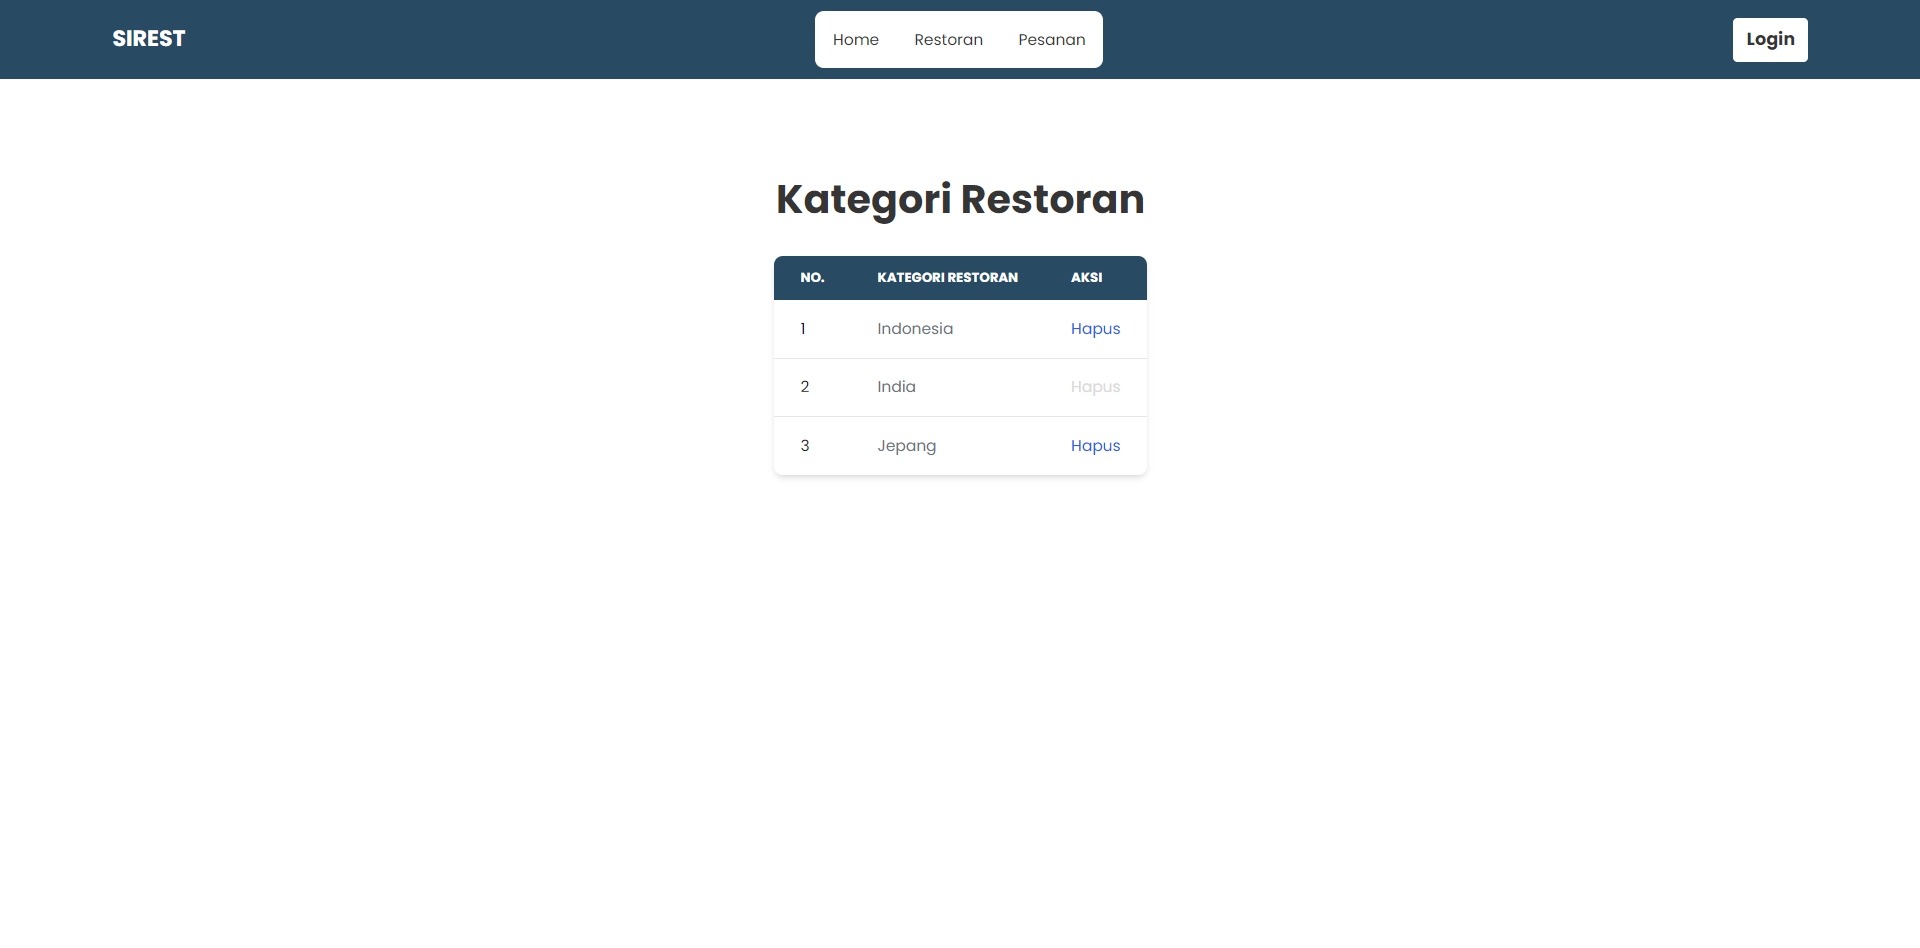 SIREST
Home Restoran Pesanan
Login
Kategori Restoran
NO. KATEGORI RESTORAN AKSI
1 Indonesia Hapus
2 India Hapus
3 Jepang Hapus